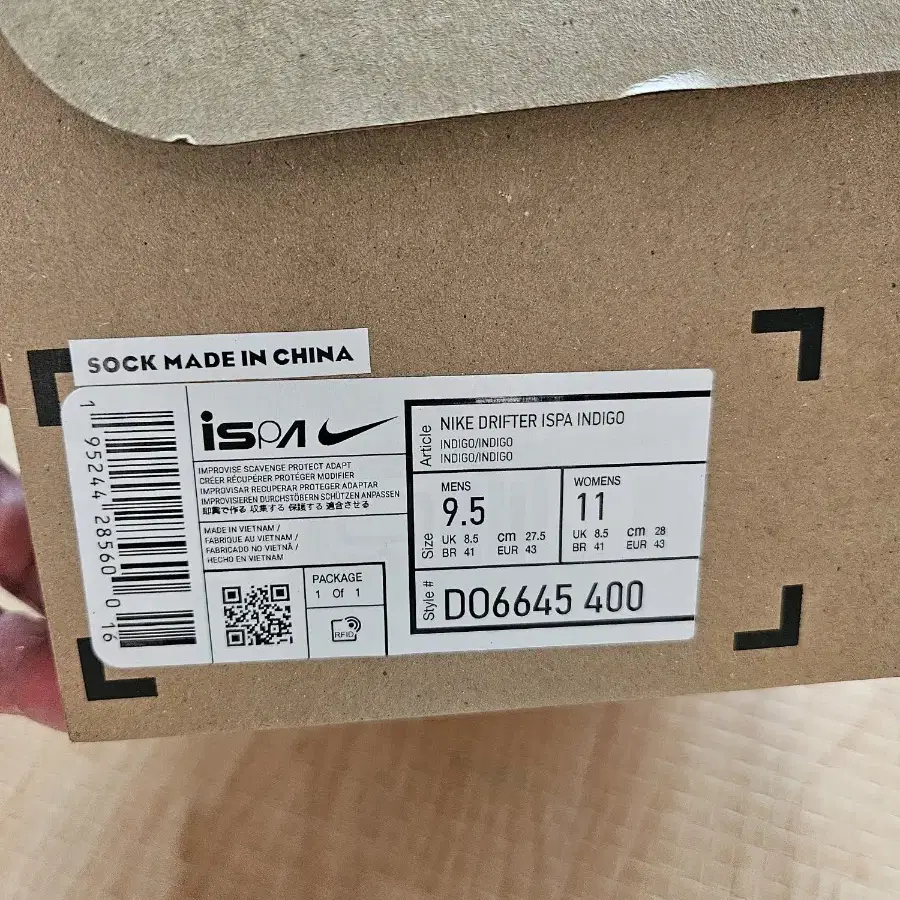 SOCK MADE IN CHINA
1 95244 28560 0 16
ISPA
IMPROVISE SCAVENGE PROTECT ADAPT
CRÉER RÉCUPÉRER PROTÉGER MODIFIER
IMPROVISAR RECUPERAR PROTEGER ADAPTAR
IMPROVISIEREN DURCHSTÖBERN SCHÜTZEN ANPASSEN
即興で作る 収集する 保護する 適合させる
MADE IN VIETNAM /
FABRIQUE AU VIETNAM /
FABRICADO NO VIETNÃ /
HECHO EN VIETNAM
PACKAGE
1 Of 1
RFID
Article
NIKE DRIFTER ISPA INDIGO
INDIGO/INDIGO
INDIGO/INDIGO
Size
MENS
9.5
UK 8.5 cm 27.5
BR 41 EUR 43
WOMENS
11
UK 8.5 cm 28
BR 41 EUR 43
Style #
DO6645 400